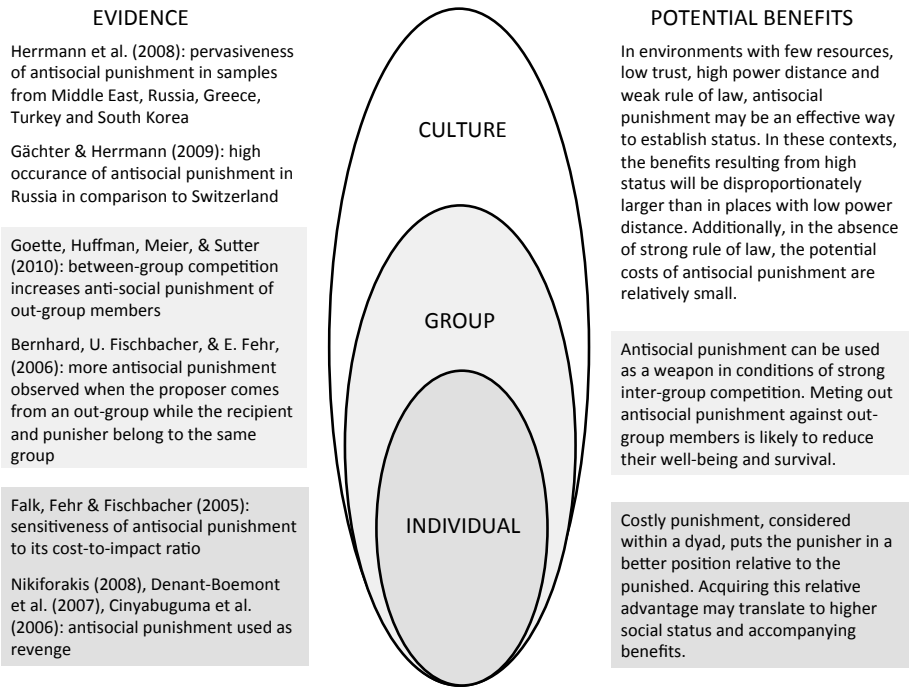 EVIDENCE
Herrmann et al. (2008): pervasiveness
of antisocial punishment in samples
from Middle East, Russia, Greece,
Turkey and South Korea
Gächter & Herrmann (2009): high
occurance of antisocial punishment in
Russia in comparison to Switzerland
Goette, Huffman, Meier, & Sutter
(2010): between-group competition
increases anti-social punishment of
out-group members
Bernhard, U. Fischbacher, & E. Fehr,
(2006): more antisocial punishment
observed when the proposer comes
from an out-group while the recipient
and punisher belong to the same
group
Falk, Fehr & Fischbacher (2005):
sensitiveness of antisocial punishment
to its cost-to-impact ratio
Nikiforakis (2008), Denant-Boemont
et al. (2007), Cinyabuguma et al.
(2006): antisocial punishment used as
revenge
CULTURE
GROUP
INDIVIDUAL
POTENTIAL BENEFITS
In environments with few resources,
low trust, high power distance and
weak rule of law, antisocial
punishment may be an effective way
to establish status. In these contexts,
the benefits resulting from high
status will be disproportionately
larger than in places with low power
distance. Additionally, in the absence
of strong rule of law, the potential
costs of antisocial punishment are
relatively small.
Antisocial punishment can be used
as a weapon in conditions of strong
inter-group competition. Meting out
antisocial punishment against out-
group members is likely to reduce
their well-being and survival.
Costly punishment, considered
within a dyad, puts the punisher in a
better position relative to the
punished. Acquiring this relative
advantage may translate to higher
social status and accompanying
benefits.